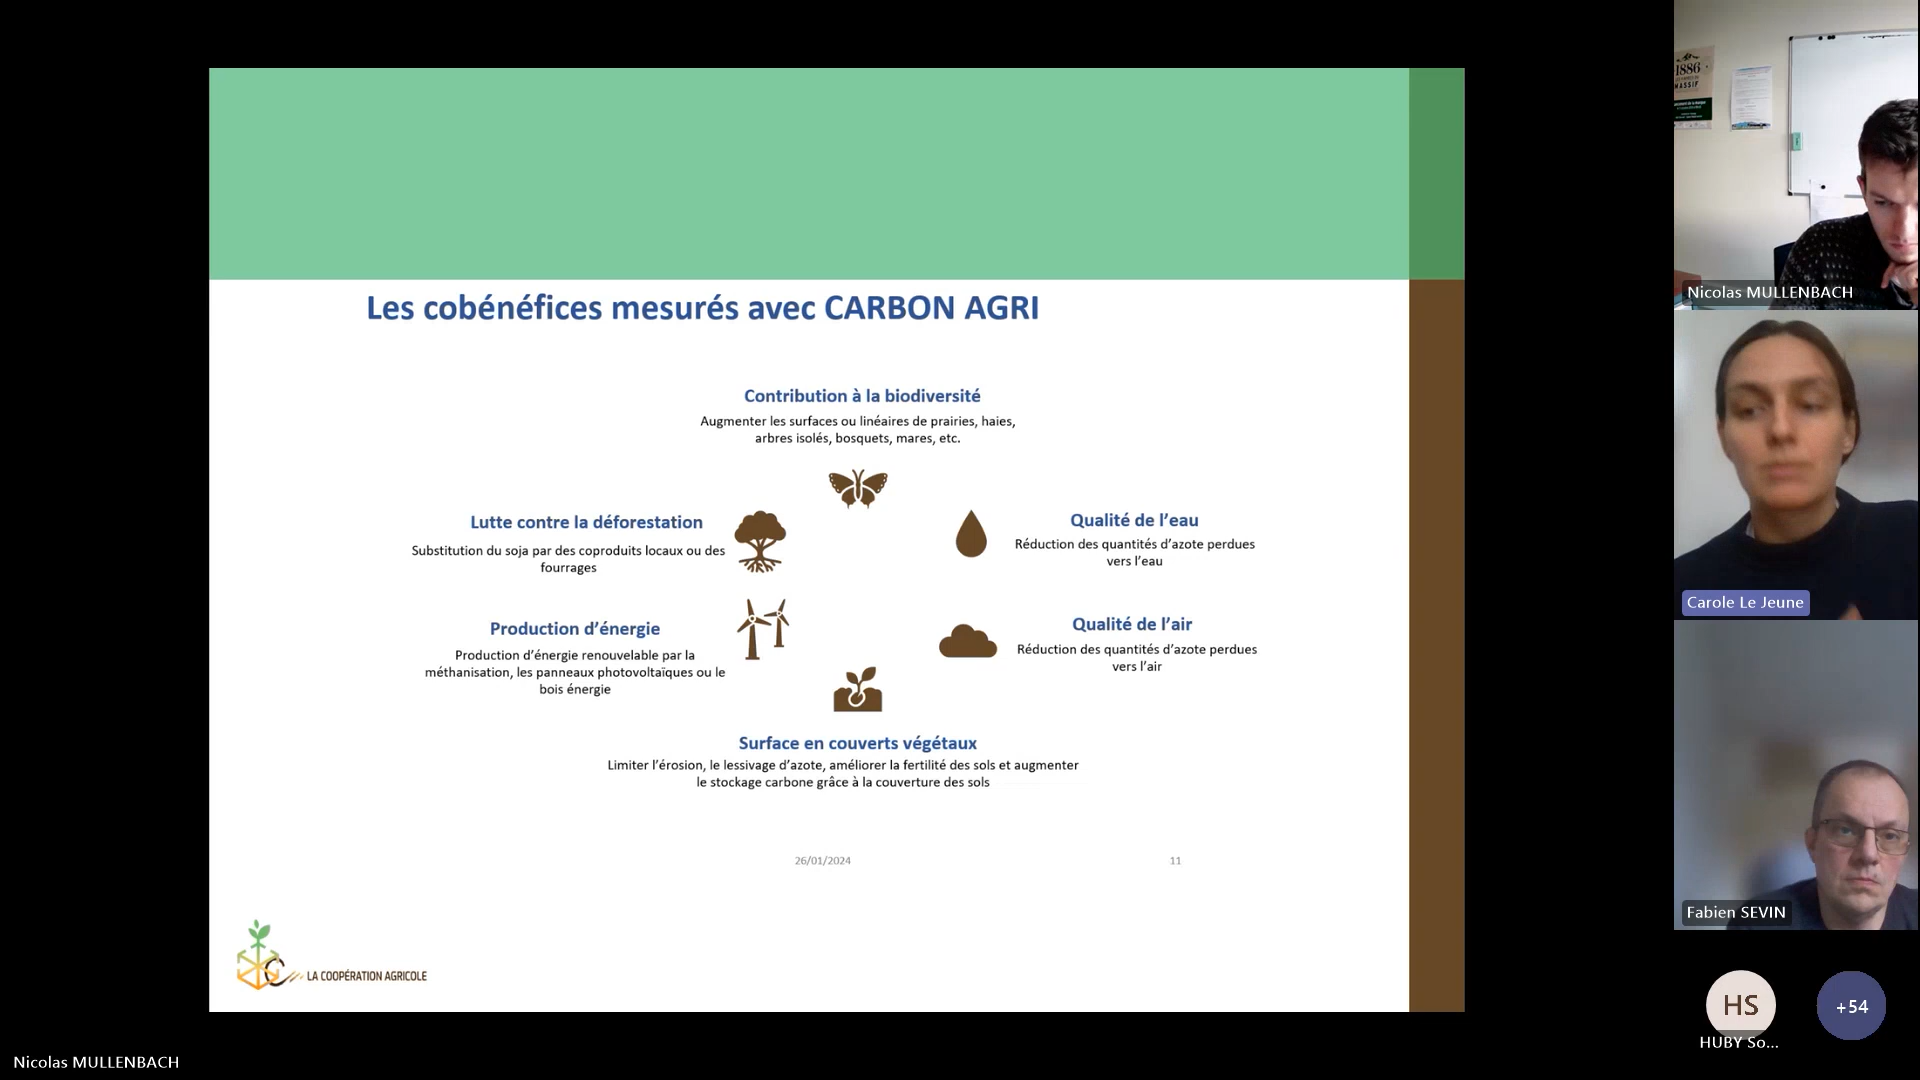 Les cobénéfices mesurés avec CARBON AGRI
Contribution à la biodiversité
Augmenter les surfaces ou linéaires de prairies, haies,
arbres isolés, bosquets, mares, etc.
Lutte contre la déforestation
Substitution du soja par des coproduits locaux ou des
fourrages
Qualité de l'eau
Réduction des quantités d'azote perdues
vers l'eau
Production d'énergie
Production d'énergie renouvelable par la
méthanisation, les panneaux photovoltaïques ou le
bois énergie
Qualité de l'air
Réduction des quantités d'azote perdues
vers l'air
Surface en couverts végétaux
Limiter l'érosion, le lessivage d'azote, améliorer la fertilité des sols et augmenter
le stockage carbone grâce à la couverture des sols
26/01/2024
11
LA COOPÉRATION AGRICOLE
Nicolas MULLENBACH
1886
MASSIF
Nicolas MULLENBACH
Carole Le Jeune
Fabien SEVIN
HS
+54
HUBY So...